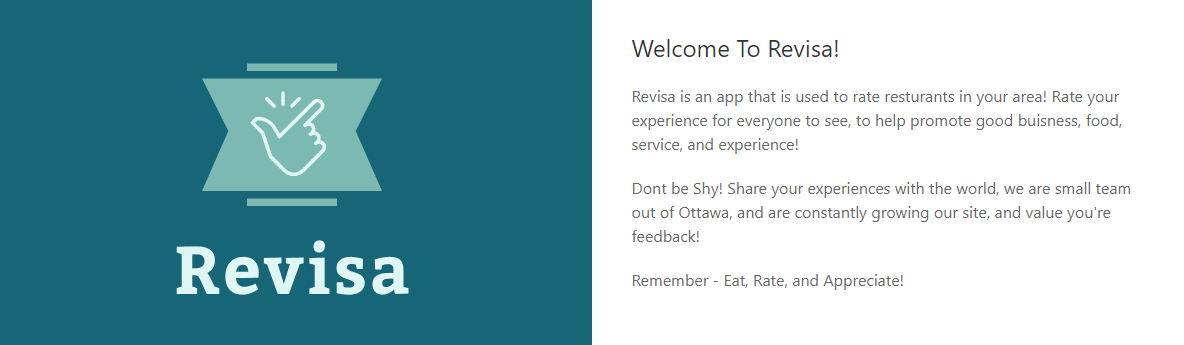 Revisa
Welcome To Revisa!
Revisa is an app that is used to rate resturants in your area! Rate your
experience for everyone to see, to help promote good buisness, food,
service, and experience!
Dont be Shy! Share your experiences with the world, we are small team
out of Ottawa, and are constantly growing our site, and value you're
feedback!
Remember - Eat, Rate, and Appreciate!